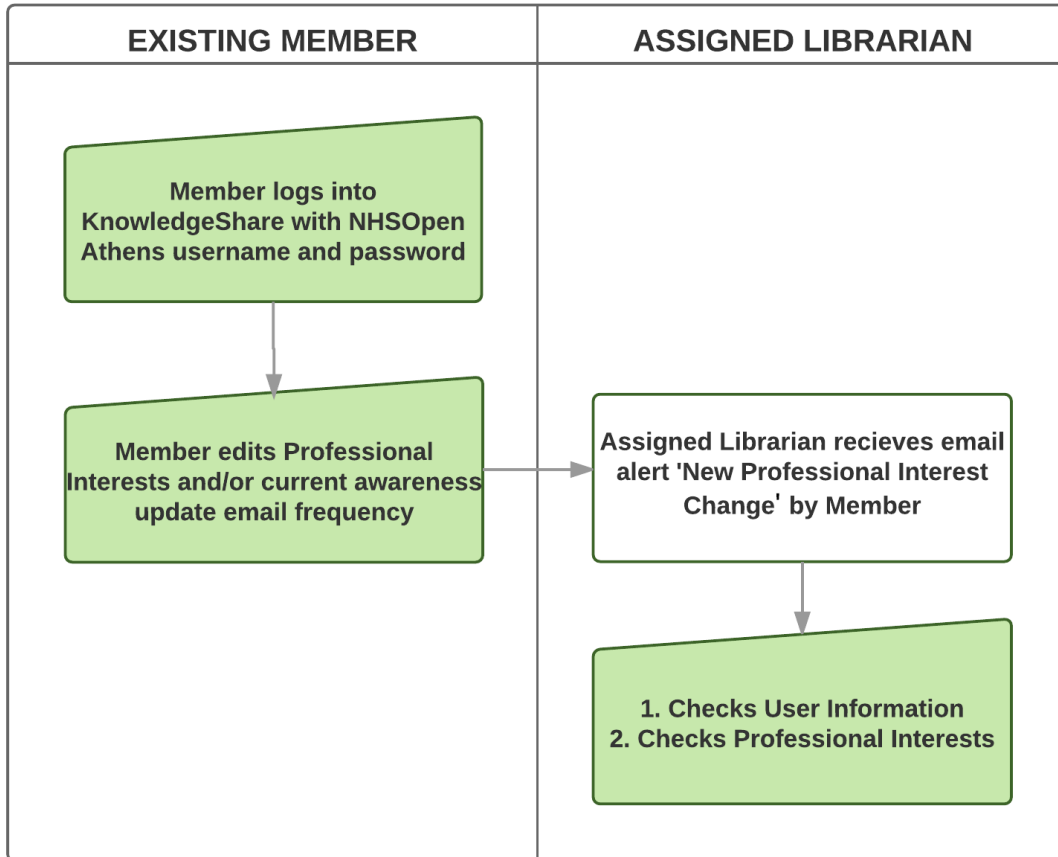 EXISTING MEMBER
ASSIGNED LIBRARIAN
Member logs into
KnowledgeShare with NHSOpen
Athens username and password
Member edits Professional
Interests and/or current awareness
update email frequency
Assigned Librarian recieves email
alert 'New Professional Interest
Change' by Member
1. Checks User Information
2. Checks Professional Interests